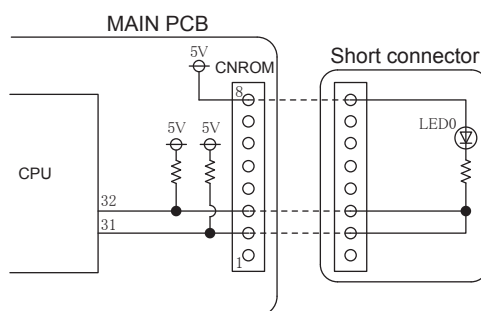 MAIN PCB
5V
CNROM
Short connector
8
5V
5V
LED0
CPU
32
31
1